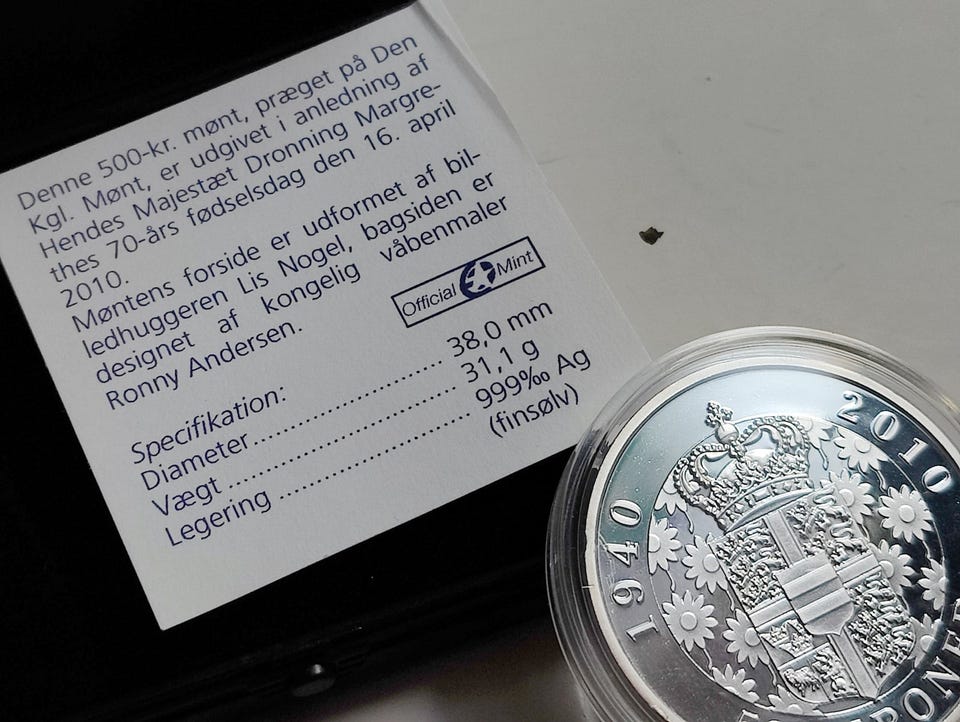 Denne 500-kr. mønt, præget på Den
Kgl. Mønt, er udgivet i anledning af
Hendes Majestæt Dronning Margre-
thes 70-års fødselsdag den 16. april
2010.
Møntens forside er udformet af bil-
ledhuggeren Lis Nogel, bagsiden er
designet af kongelig våbenmaler
Ronny Andersen.
Official Mint
Specifikation:
Diameter........................... 38,0 mm
Vægt ................................. 31,1 g
Legering ........................... 999‰ Ag
(finsølv)
1940
2010